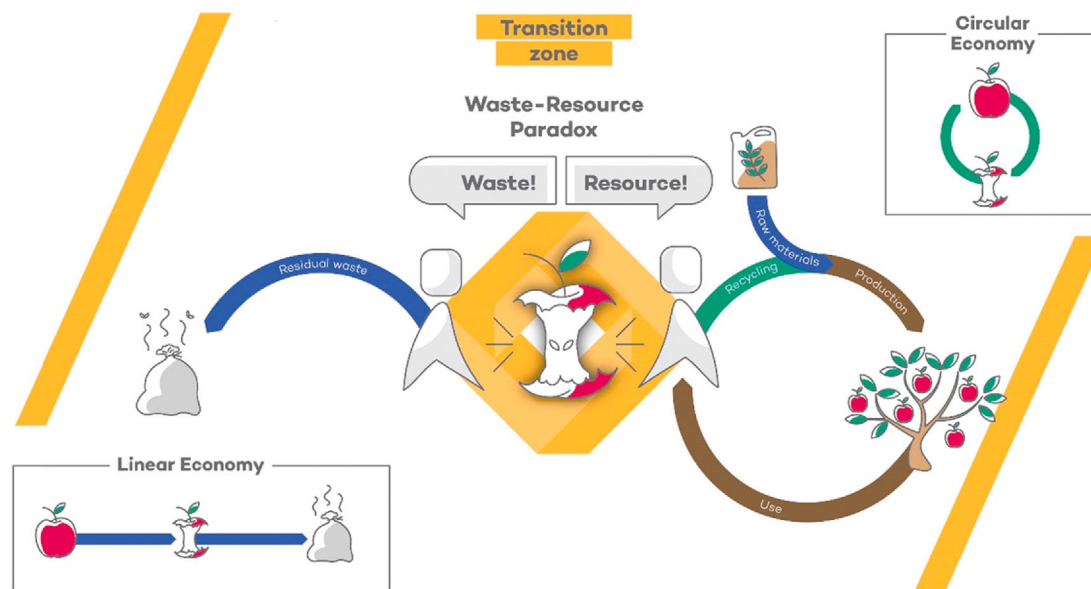 Transition
zone
Circular
Economy
Waste-Resource
Paradox
Waste!
Resource!
Raw materials
Residual waste
Recycling
Production
Linear Economy
Use